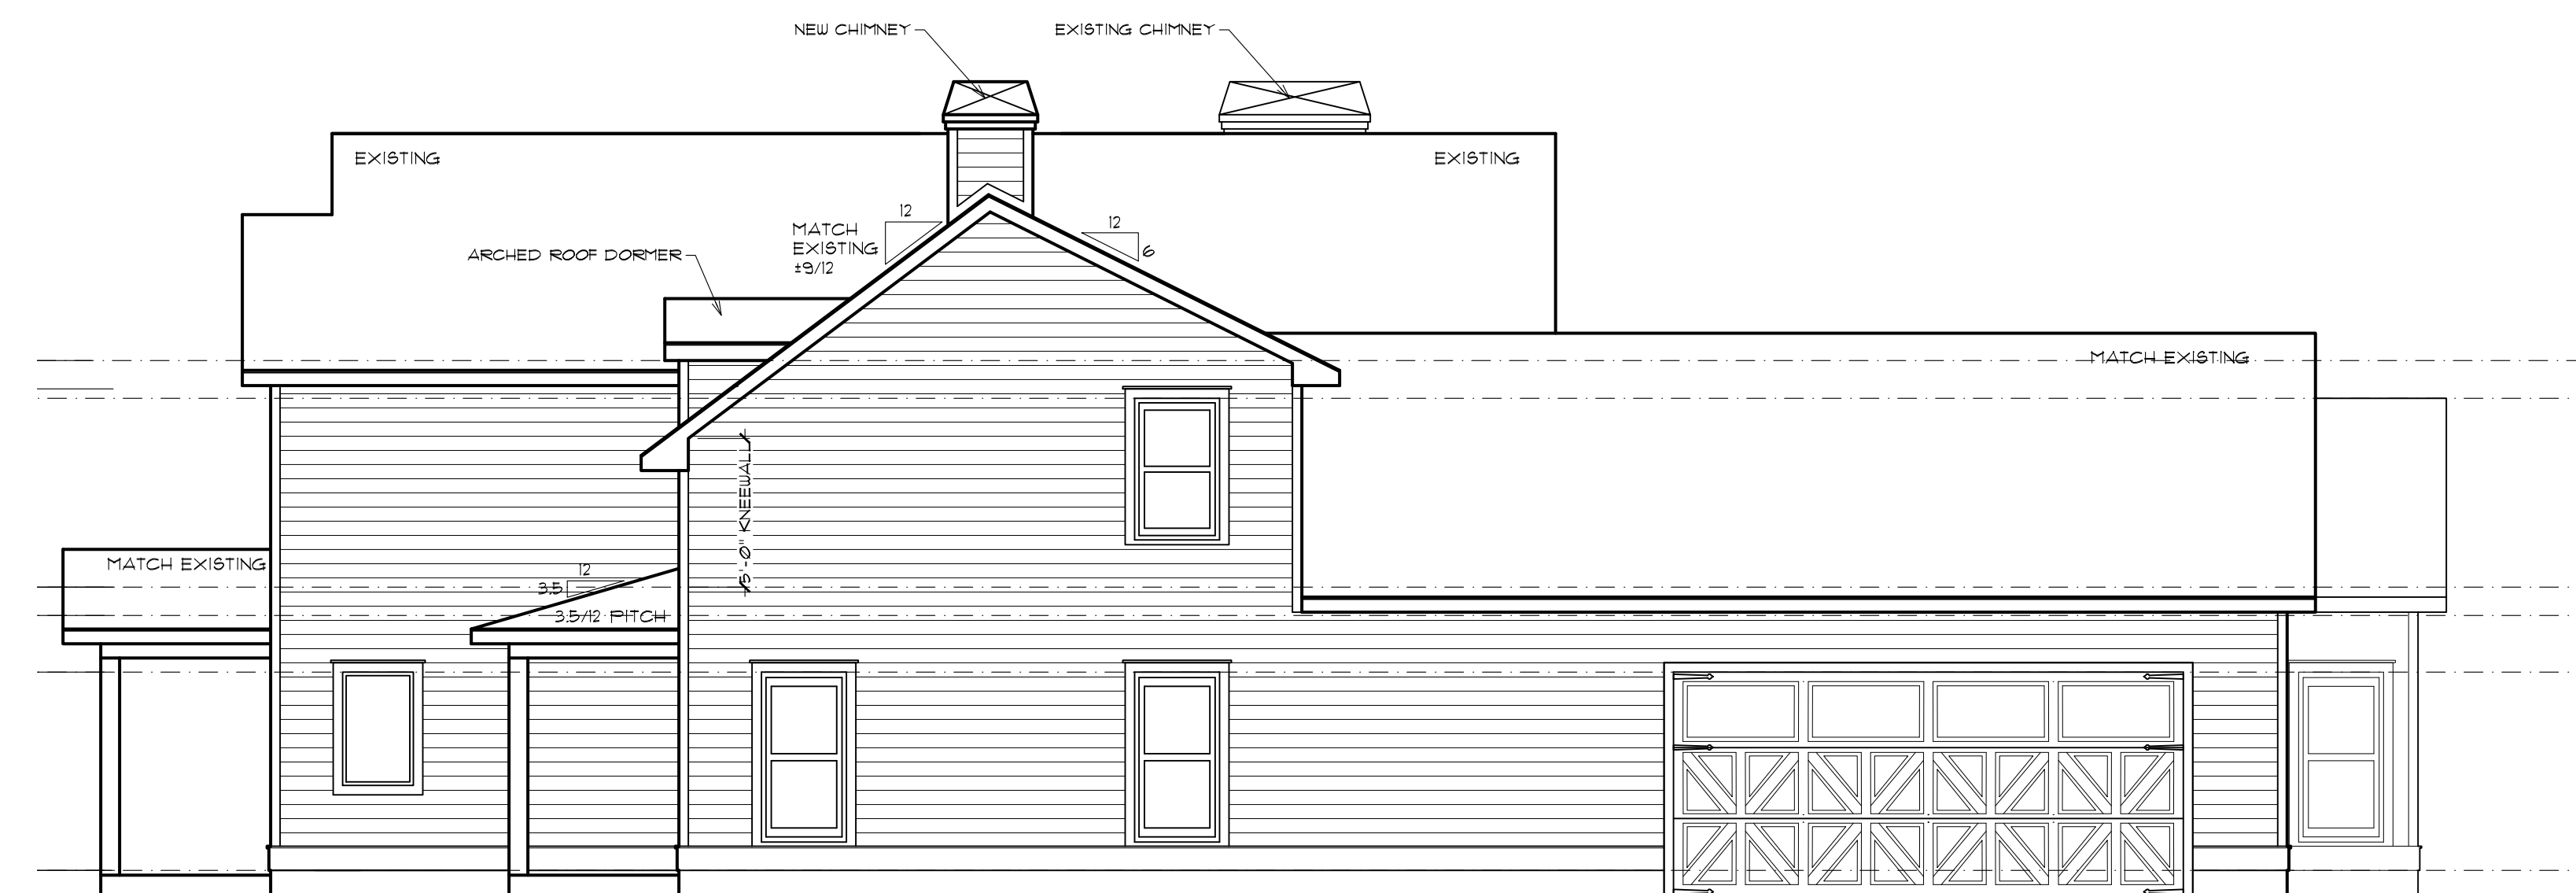 NEW CHIMNEY
EXISTING CHIMNEY
EXISTING
EXISTING
12
MATCH
EXISTING
±9/12
12
6
ARCHED ROOF DORMER
MATCH EXISTING
5'-0" KNEEWALL
MATCH EXISTING
12
3.5
3.5/12 PITCH